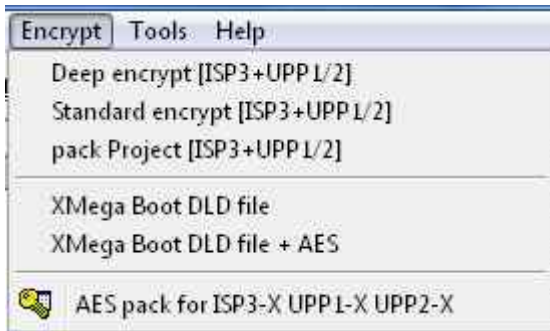 Encrypt Tools Help
Deep encrypt [ISP3+UPP1/2]
Standard encrypt [ISP3+UPP1/2]
pack Project [ISP3+UPP1/2]
XMega Boot DLD file
XMega Boot DLD file + AES
AES pack for ISP3-X UPP1-X UPP2-X